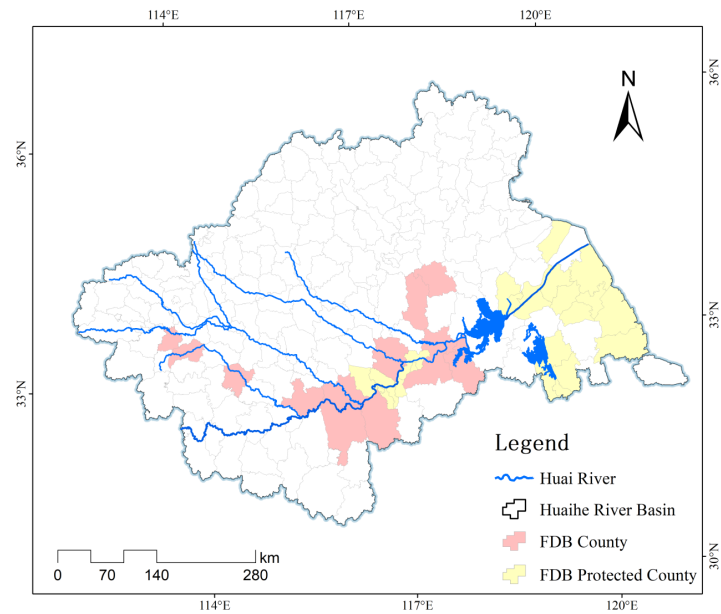 114°E 117°E 120°E
36°N
N
36°N
33°N
33°N
Legend
Huai River
Huaihe River Basin
FDB County
FDB Protected County
30°N
km
0 70 140 280
114°E 117°E 120°E